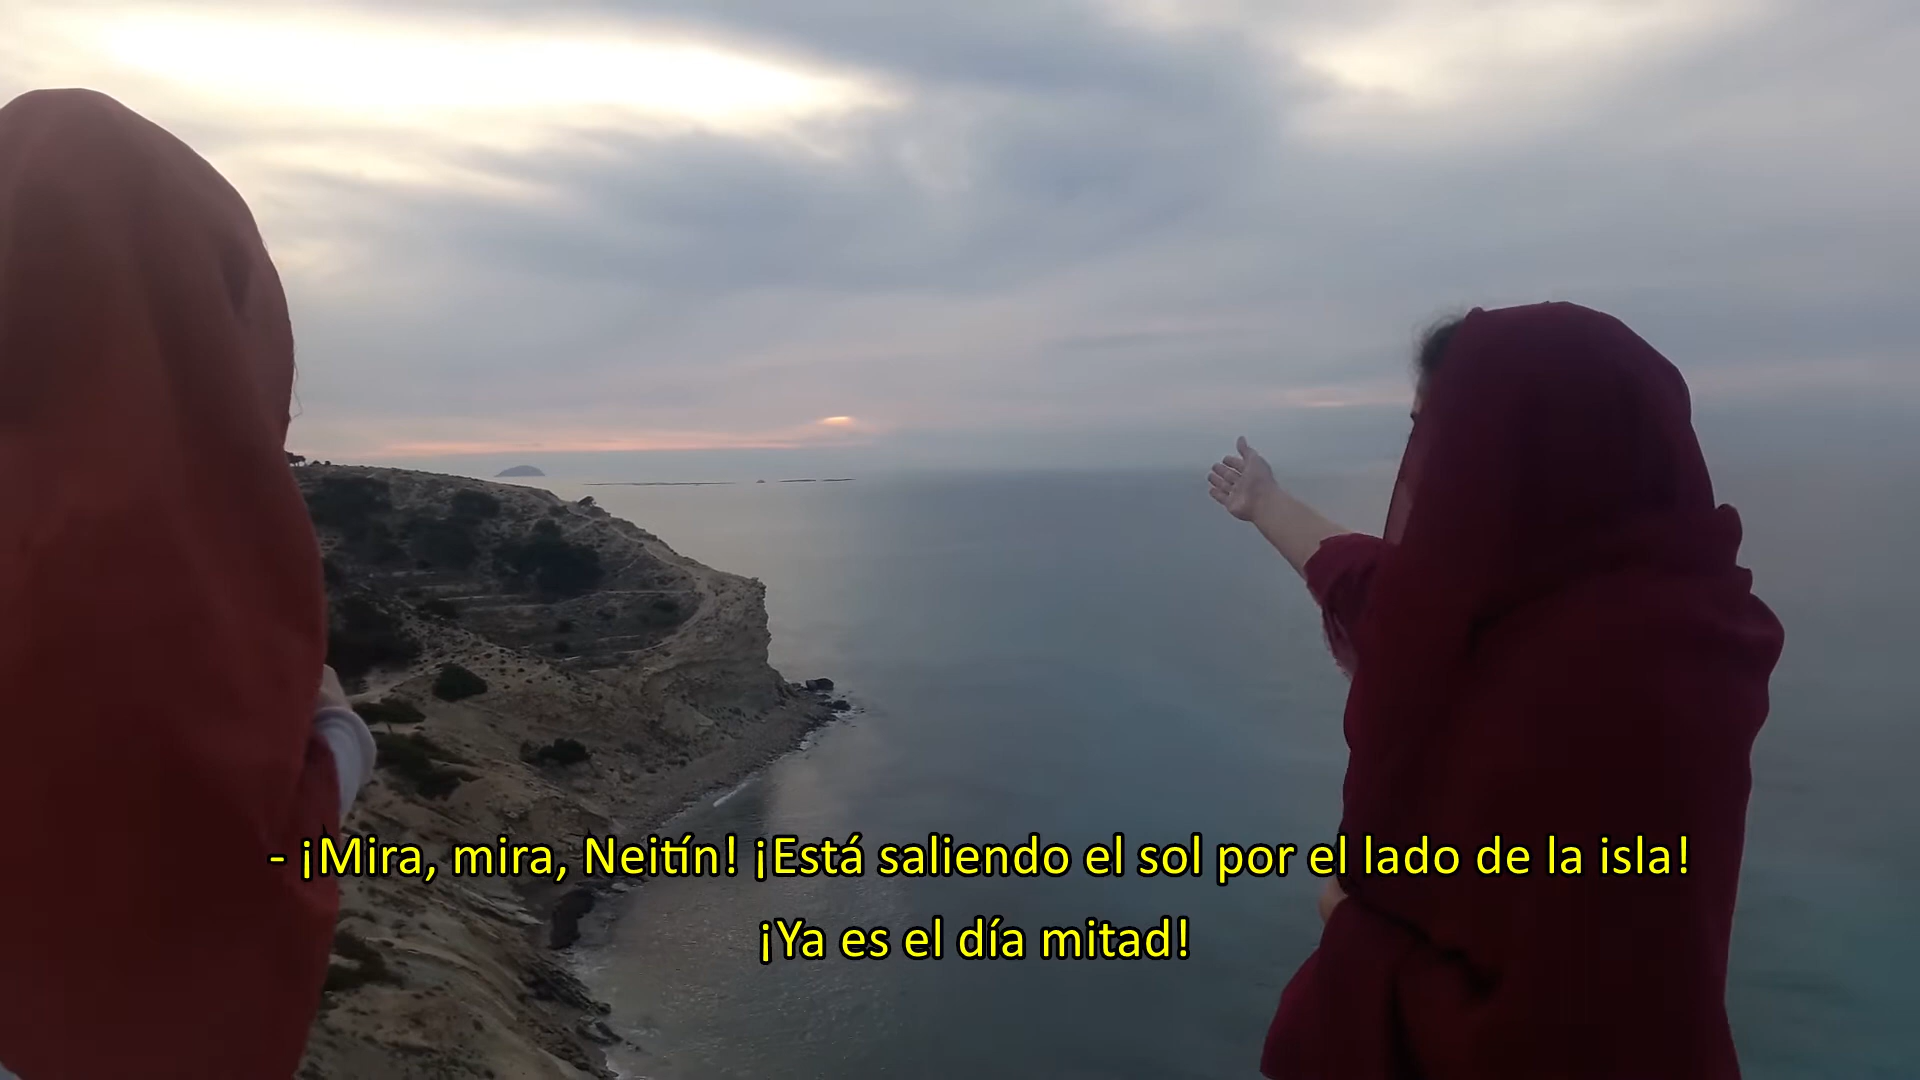 - ¡Mira, mira, Neitín! ¡Está saliendo el sol por el lado de la isla!
¡Ya es el día mitad!